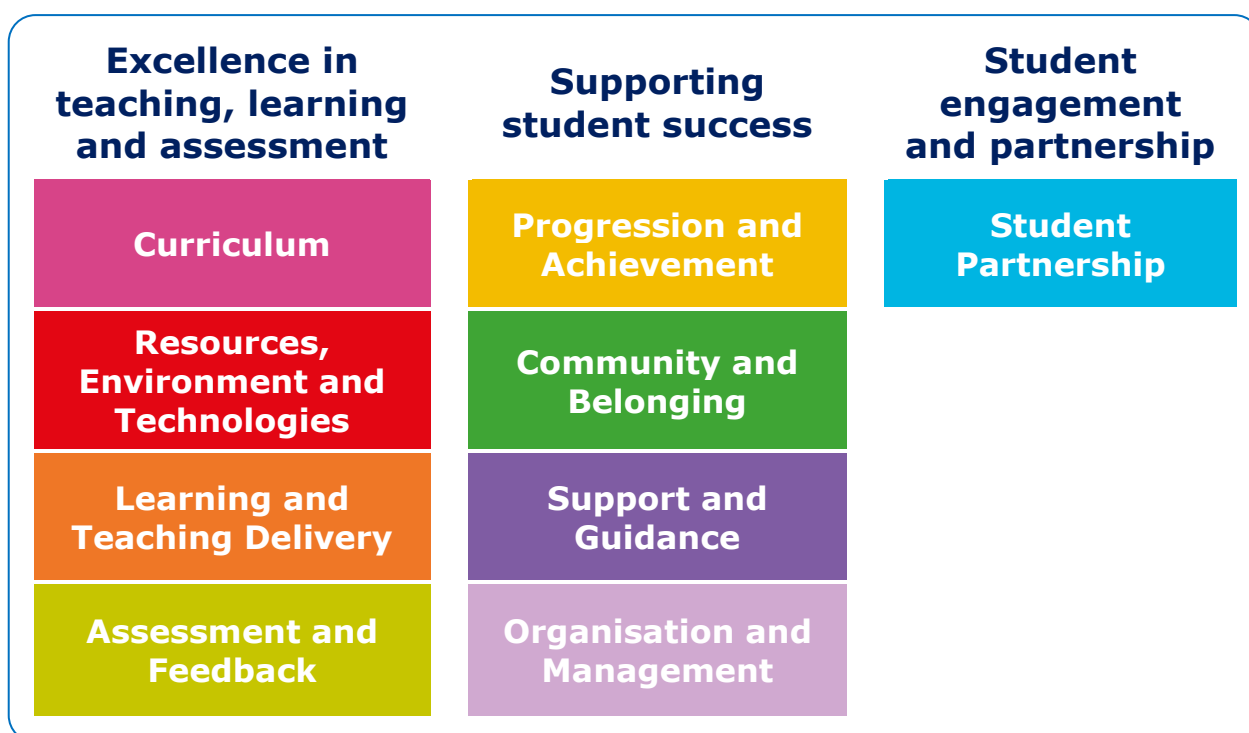 Excellence in
teaching, learning
and assessment
Curriculum
Resources,
Environment and
Technologies
Learning and
Teaching Delivery
Assessment and
Feedback
Supporting
student success
Progression and
Achievement
Community and
Belonging
Support and
Guidance
Organisation and
Management
Student
engagement
and partnership
Student
Partnership